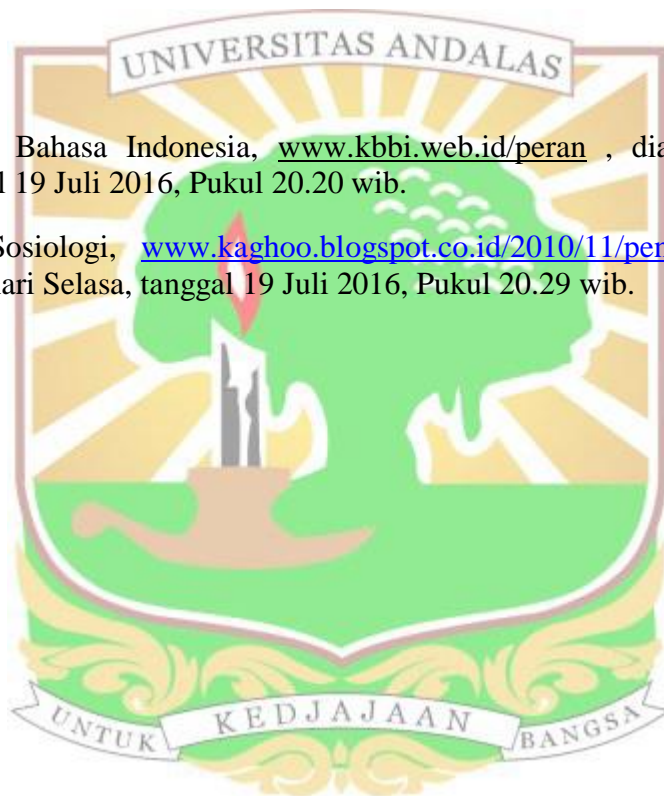 UNIVERSITAS ANDALAS
Bahasa Indonesia, www.kbbi.web.id/peran , dia
l 19 Juli 2016, Pukul 20.20 wib.
Sosiologi, www.kaghoo.blogspot.co.id/2010/11/per
ari Selasa, tanggal 19 Juli 2016, Pukul 20.29 wib.
UNTUK KEDJAJAAN BANGSA